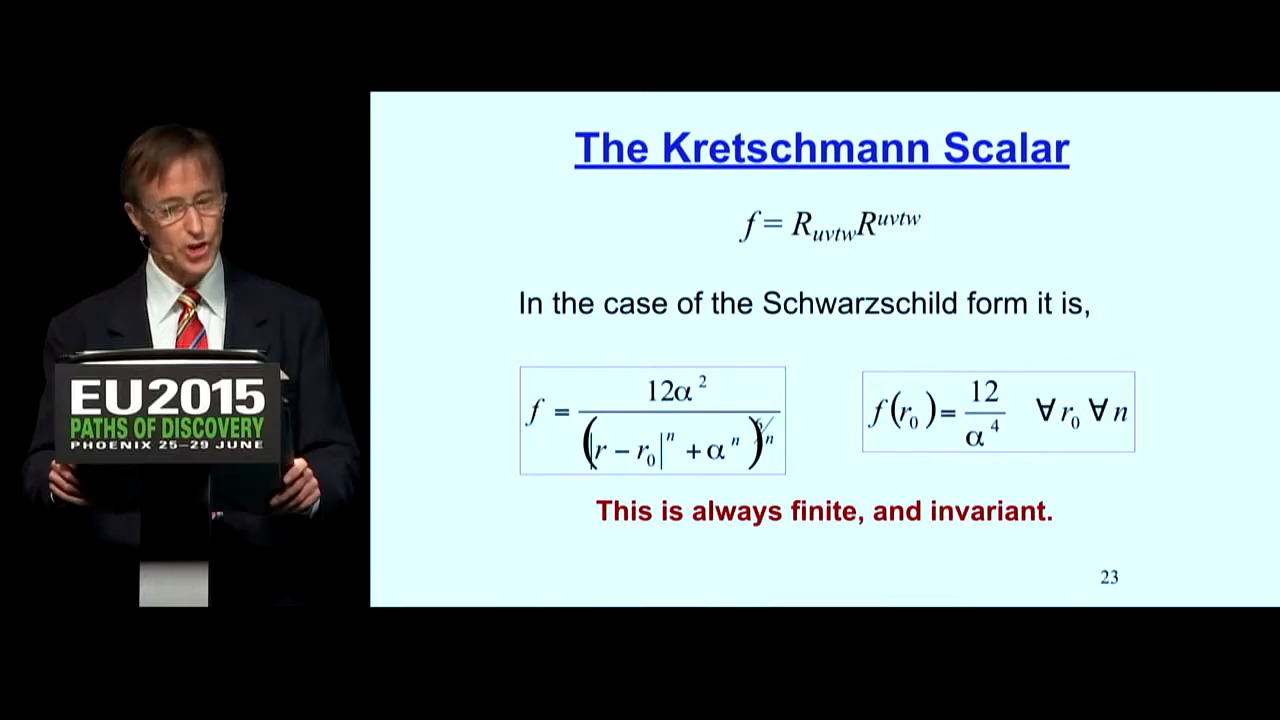 The Kretschmann Scalar
f = R_{uvtw}R^{uvtw}
In the case of the Schwarzschild form it is,
f = 12α² / (|r − r₀|ⁿ + αⁿ)^{6/n}
f(r₀) = 12/α⁴ ∀ r₀ ∀ n
This is always finite, and invariant.
23
EU2015
PATHS OF DISCOVERY
PHOENIX 25–29 JUNE